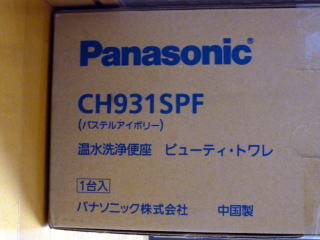 Panasonic®
CH931SPF
(パステルアイボリー)
温水洗浄便座 ビューティ・トワレ
1台入
パナソニック株式会社 中国製